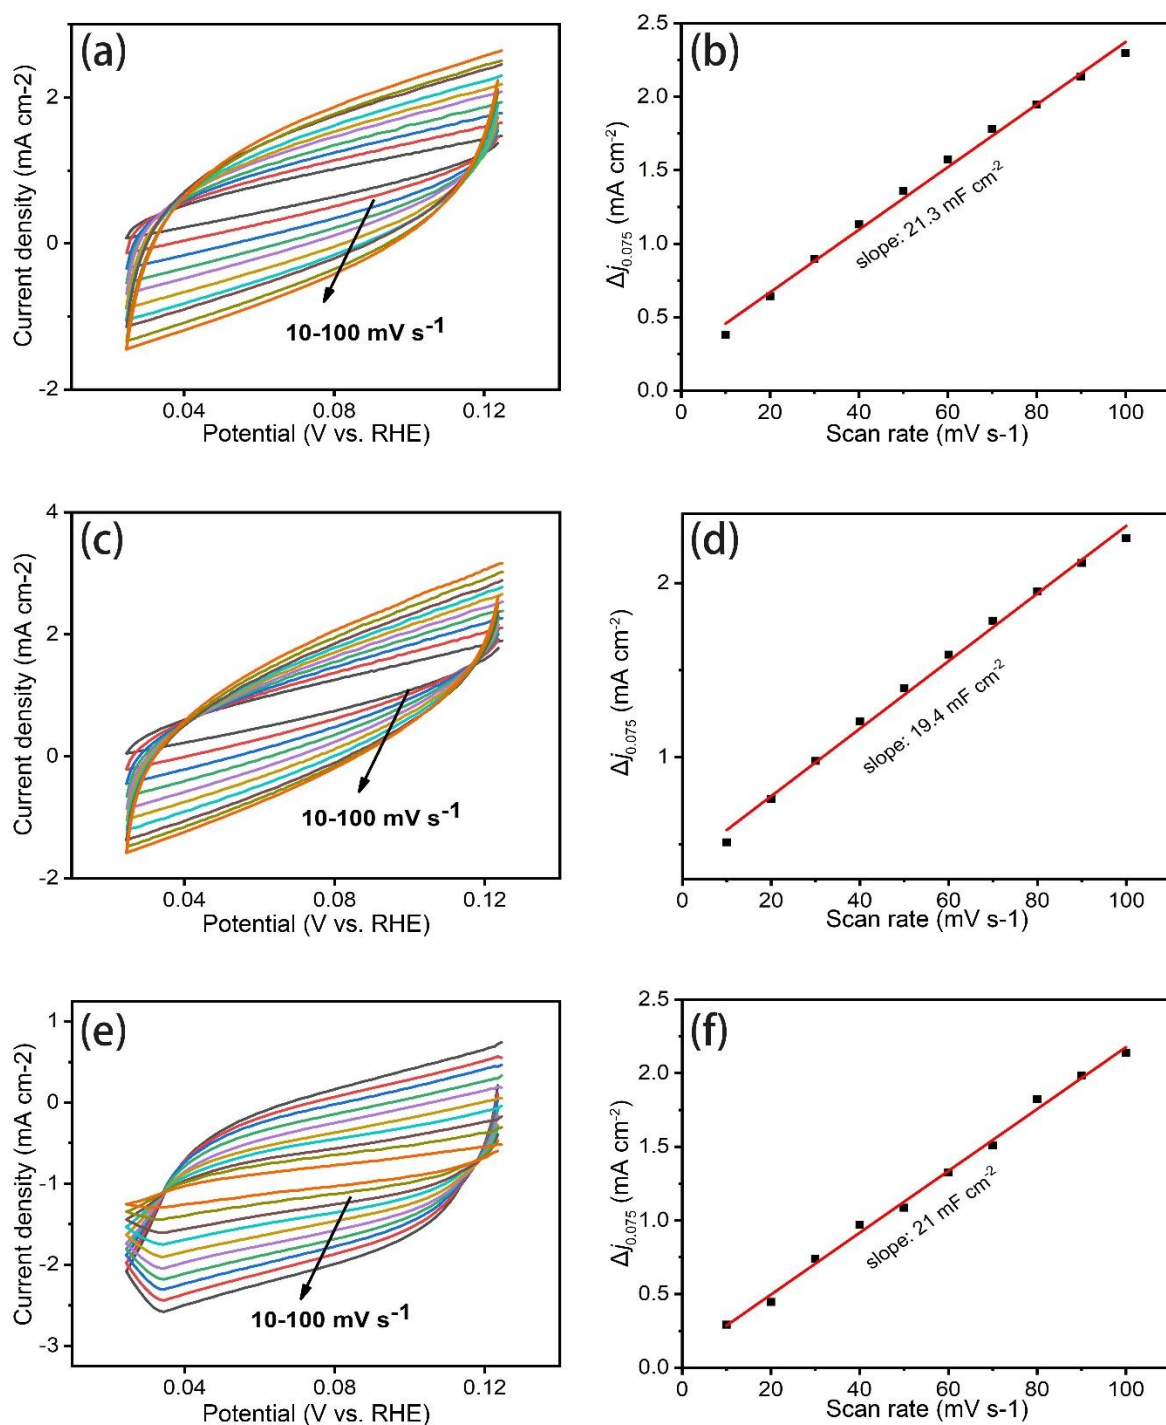 (a)
Current density (mA cm-2)
2
0
-2
10-100 mV s-1
0.04 0.08 0.12
Potential (V vs. RHE)
(b)
Δj0.075 (mA cm-2)
2.5
2.0
1.5
1.0
0.5
0.0
slope: 21.3 mF cm-2
0 20 40 60 80 100
Scan rate (mV s-1)
(c)
Current density (mA cm-2)
4
2
0
-2
10-100 mV s-1
0.04 0.08 0.12
Potential (V vs. RHE)
(d)
Δj0.075 (mA cm-2)
2
1
slope: 19.4 mF cm-2
0 20 40 60 80 100
Scan rate (mV s-1)
(e)
Current density (mA cm-2)
1
0
-1
-2
-3
10-100 mV s-1
0.04 0.08 0.12
Potential (V vs. RHE)
(f)
Δj0.075 (mA cm-2)
2.5
2.0
1.5
1.0
0.5
0.0
slope: 21 mF cm-2
0 20 40 60 80 100
Scan rate (mV s-1)